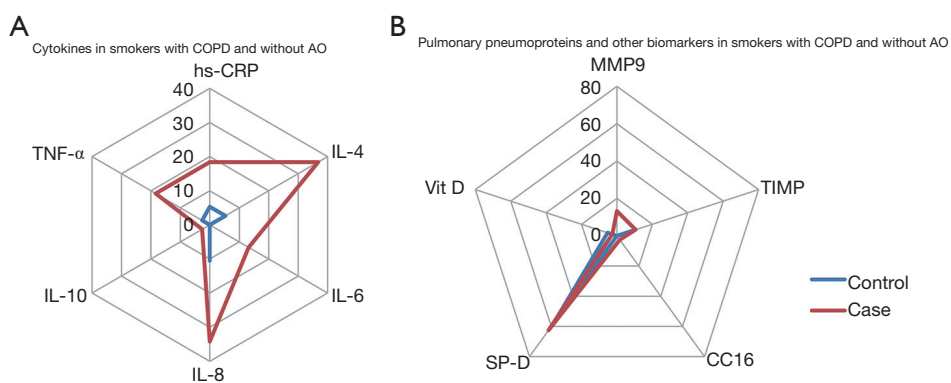 A
Cytokines in smokers with COPD and without AO
hs-CRP
40
30
20
10
0
IL-4
IL-6
IL-8
IL-10
TNF-α
B
Pulmonary pneumoproteins and other biomarkers in smokers with COPD and without AO
MMP9
80
60
40
20
0
TIMP
CC16
SP-D
Vit D
Control
Case